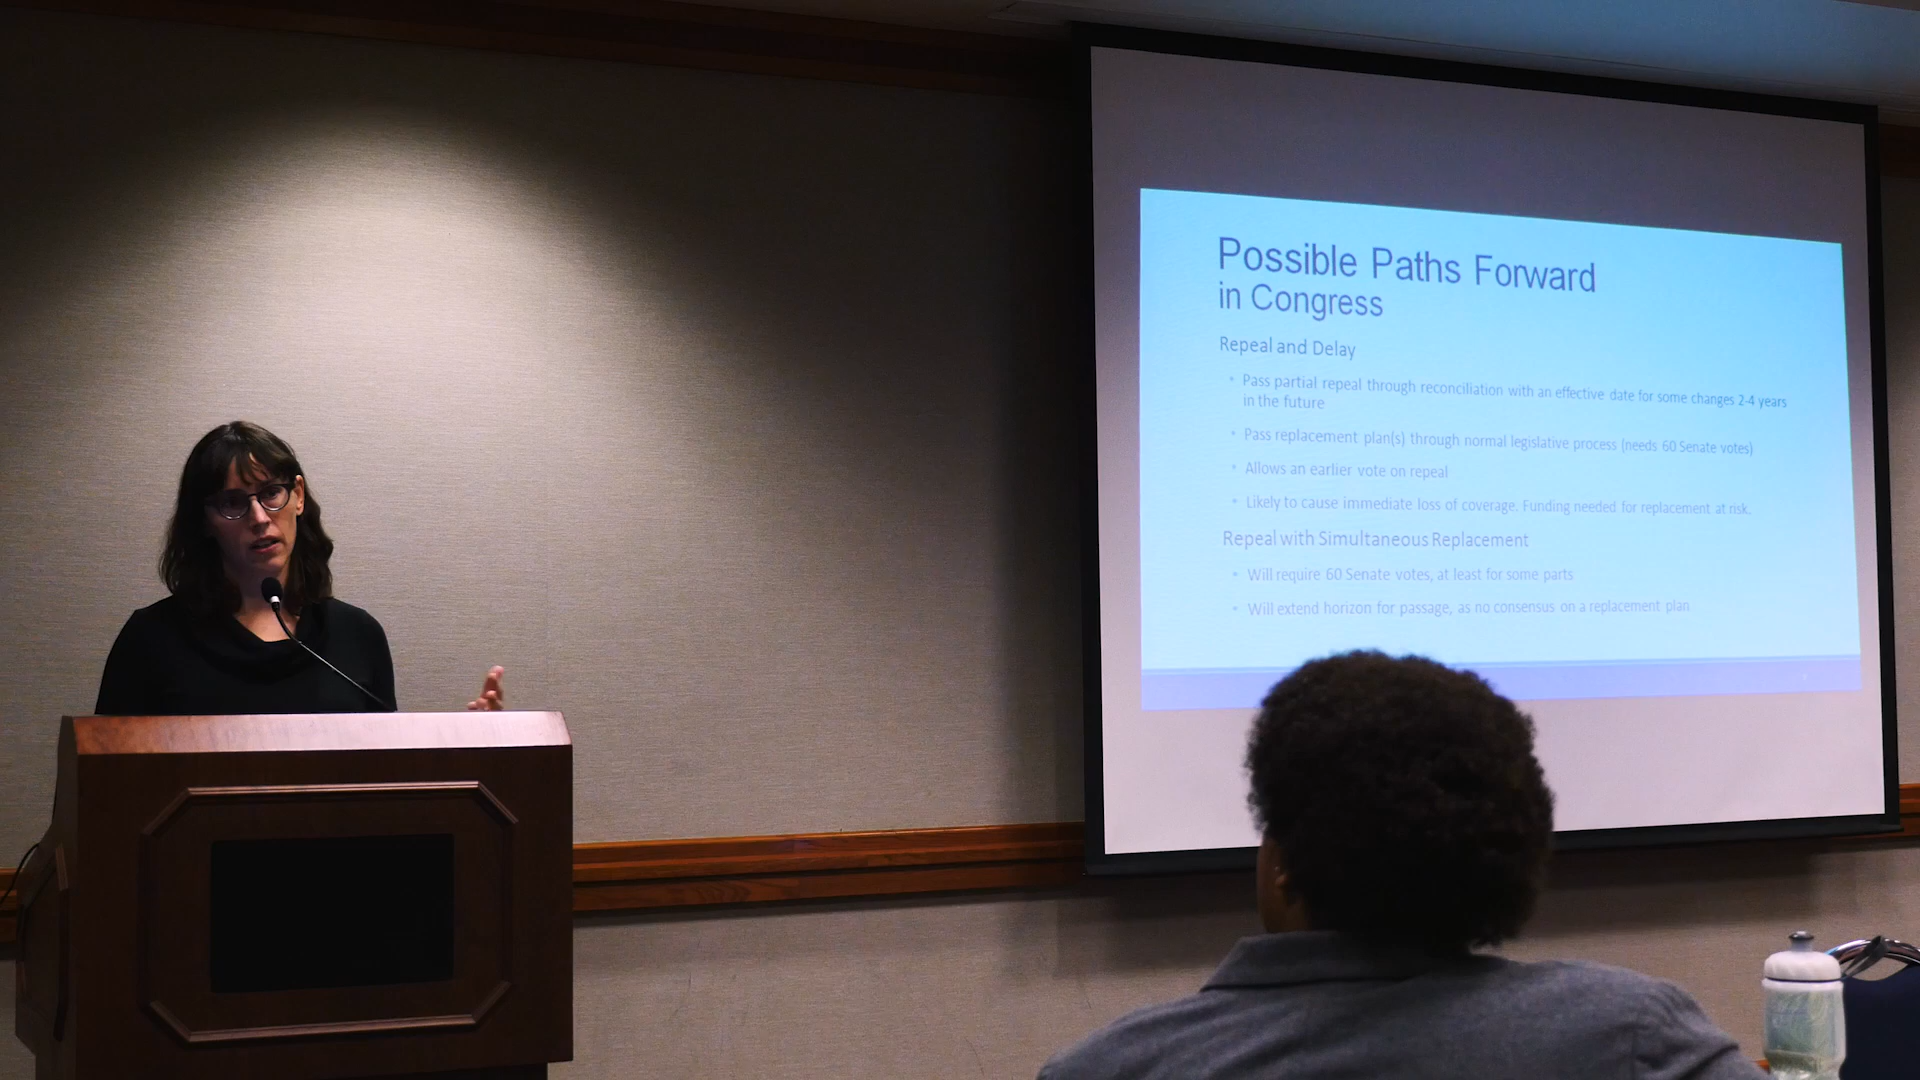 Possible Paths Forward
in Congress
Repeal and Delay
• Pass partial repeal through reconciliation with an effective date for some changes 2-4 years
in the future
• Pass replacement plan(s) through normal legislative process (needs 60 Senate votes)
• Allows an earlier vote on repeal
• Likely to cause immediate loss of coverage. Funding needed for replacement at risk.
Repeal with Simultaneous Replacement
• Will require 60 Senate votes, at least for some parts
• Will extend horizon for passage, as no consensus on a replacement plan